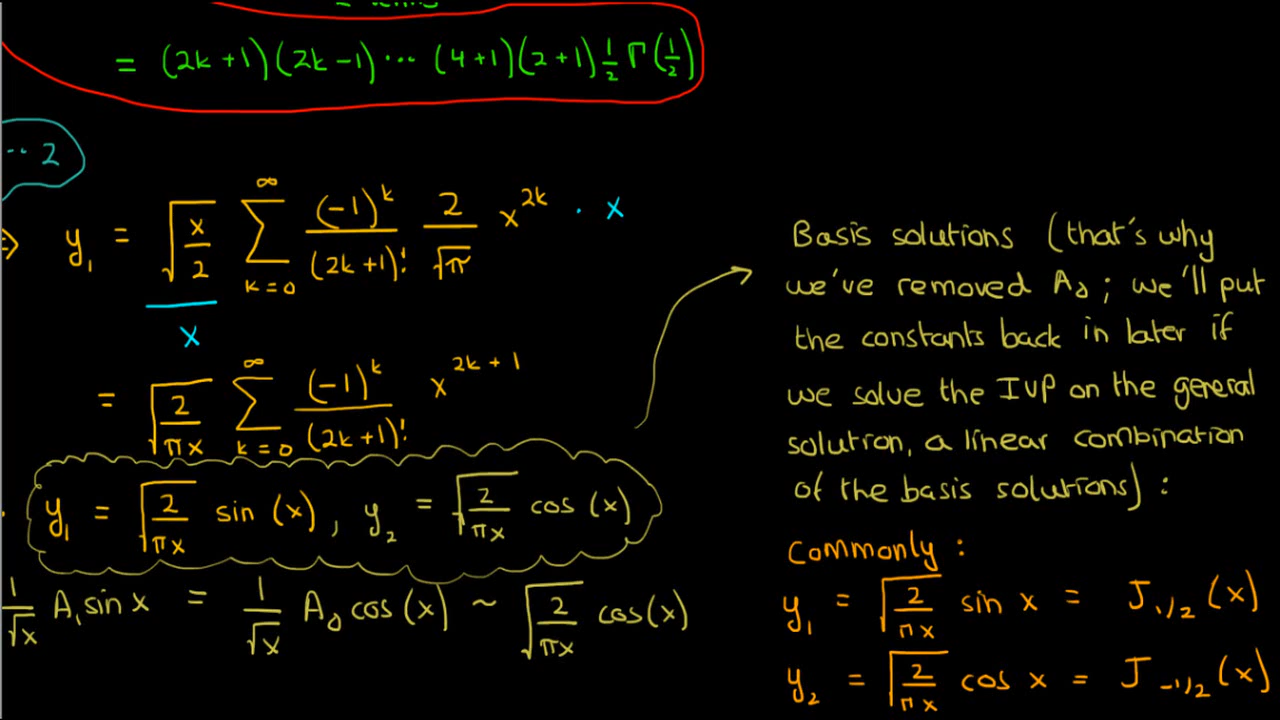 = (2k+1)(2k-1)⋯(4+1)(2+1)½Γ(½)
⋯ 2
⇒ y₁ = √(x/2) ∑_{k=0}^{∞} (-1)^k/(2k+1)! 2/√π x^{2k} · x
x
= √(2/πx) ∑_{k=0}^{∞} (-1)^k/(2k+1)! x^{2k+1}
y₁ = √(2/πx) sin (x), y₂ = √(2/πx) cos (x)
1/√x A₁ sin x = 1/√x A₀ cos (x) ~ √(2/πx) cos(x)
Basis solutions (that's why
we've removed A₀; we'll put
the constants back in later if
we solve the IVP on the general
solution, a linear combination
of the basis solutions) :
Commonly :
y₁ = √(2/πx) sin x = J_{1/2} (x)
y₂ = √(2/πx) cos x = J_{-1/2} (x)